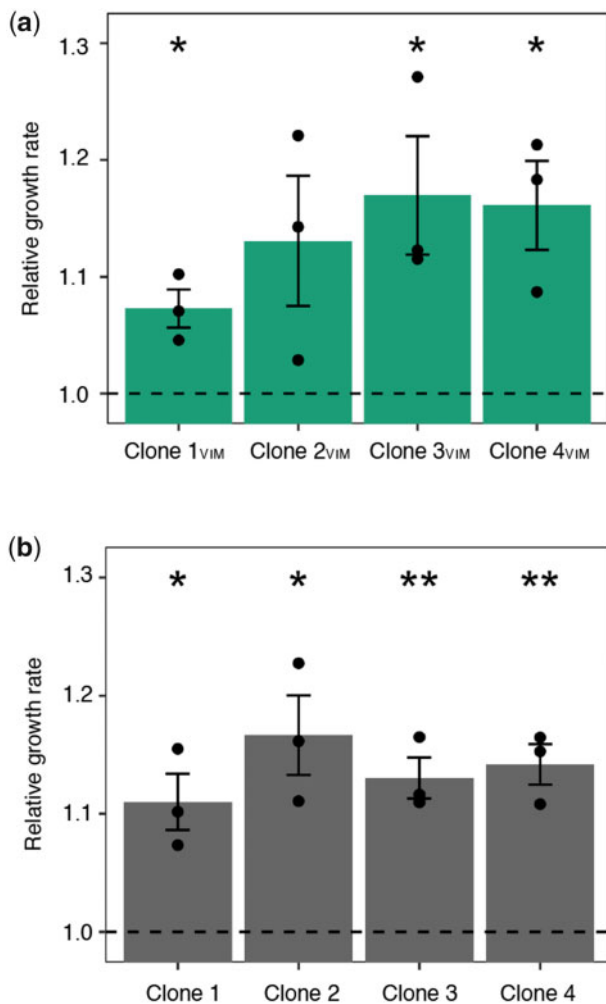 (a)
1.3
1.2
1.1
1.0
Relative growth rate
* * *
Clone 1VIM Clone 2VIM Clone 3VIM Clone 4VIM
(b)
1.3
1.2
1.1
1.0
Relative growth rate
* * ** **
Clone 1 Clone 2 Clone 3 Clone 4